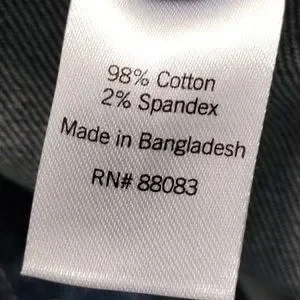 98% Cotton
2% Spandex
Made in Bangladesh
RN# 88083